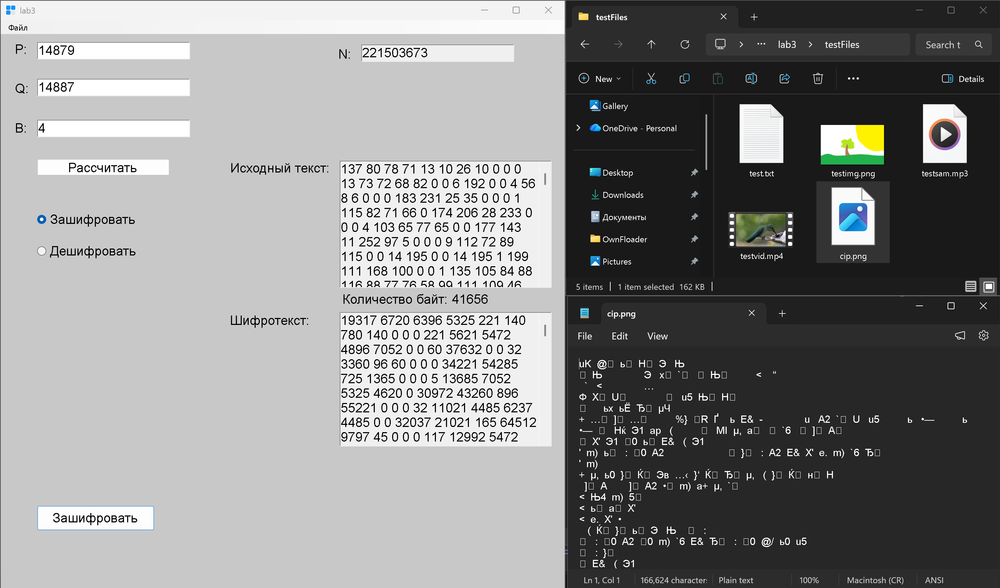 lab3
Файл
P: 14879
N: 221503673
Q: 14887
B: 4
Рассчитать
Зашифровать
Дешифровать
Исходный текст:
137 80 78 71 13 10 26 10 0 0 0
13 73 72 68 82 0 0 6 192 0 0 4 56
8 6 0 0 0 183 231 25 35 0 0 0 1
115 82 71 66 0 174 206 28 233 0
0 0 4 103 65 77 65 0 0 177 143
11 252 97 5 0 0 0 9 112 72 89
115 0 0 14 195 0 0 14 195 1 199
111 168 100 0 0 1 135 105 84 88
116 88 77 76 58 99 111 109 46
Количество байт: 41656
Шифротекст:
19317 6720 6396 5325 221 140
780 140 0 0 0 221 5621 5472
4896 7052 0 0 60 37632 0 0 32
3360 96 60 0 0 0 34221 54285
725 1365 0 0 0 5 13685 7052
5325 4620 0 30972 43260 896
55221 0 0 0 32 11021 4485 6237
4485 0 0 32037 21021 165 64512
9797 45 0 0 0 117 12992 5472
Зашифровать
testFiles
lab3 testFiles
Search t
New
Details
Gallery
OneDrive - Personal
Desktop
Downloads
Документы
OwnFloader
Pictures
test.txt
testimg.png
testsam.mp3
testvid.mp4
cip.png
5 items 1 item selected 162 KB
cip.png
File Edit View
uK @ ь Н Э Њ
Њ Э х ` Њ < “
` <
…
Ф X U u5 Њ Н
ьх ьЁ Ђ µЧ
+ … ] … %} R Ґ ь E& - u A2 ` U u5 ь •— ь
•— Нќ Э1 ар ( МІ µ, а `6 ] А
X' Э1 0 ь E& ( Э1
' m) ь : 0 A2 } : A2 E& X' e. m) `6 Ђ
' m)
+ µ, ь0 } Ќ Эв …‹ }‘ Ќ Ђ µ, ( } Ќ н Н
] А ] A2 • m) a+ µ, `
< Њ4 m) 5
< ь а X'
< e. X' •
( Ќ } ь Э Њ :
: 0 A2 0 m) `6 E& Ђ : 0 @/ ь0 u5
: }
E& ( Э1
Ln 1, Col 1 166,624 characters Plain text 100% Macintosh (CR) ANSI